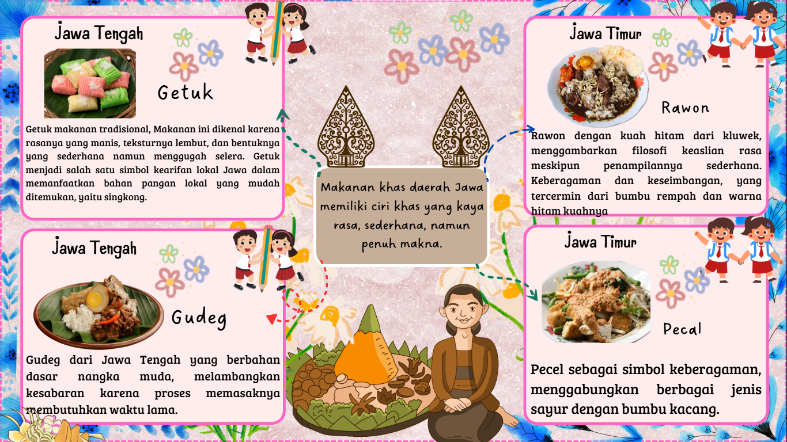 Jawa Tengah
Getuk
Getuk makanan tradisional, Makanan ini dikenal karena
rasanya yang manis, teksturnya lembut, dan bentuknya
yang sederhana namun menggugah selera. Getuk
menjadi salah satu simbol kearifan lokal Jawa dalam
memanfaatkan bahan pangan lokal yang mudah
ditemukan, yaitu singkong.
Jawa Tengah
Gudeg
Gudeg dari Jawa Tengah yang berbahan
dasar nangka muda, melambangkan
kesabaran karena proses memasaknya
membutuhkan waktu lama.
Makanan khas daerah Jawa
memiliki ciri khas yang kaya
rasa, sederhana, namun
penuh makna.
Jawa Timur
Rawon
Rawon dengan kuah hitam dari kluwek,
menggambarkan filosofi keaslian rasa
meskipun penampilannya sederhana.
Keberagaman dan keseimbangan, yang
tercermin dari bumbu rempah dan warna
hitam kuahnya
Jawa Timur
Pecal
Pecel sebagai simbol keberagaman,
menggabungkan berbagai jenis
sayur dengan bumbu kacang.